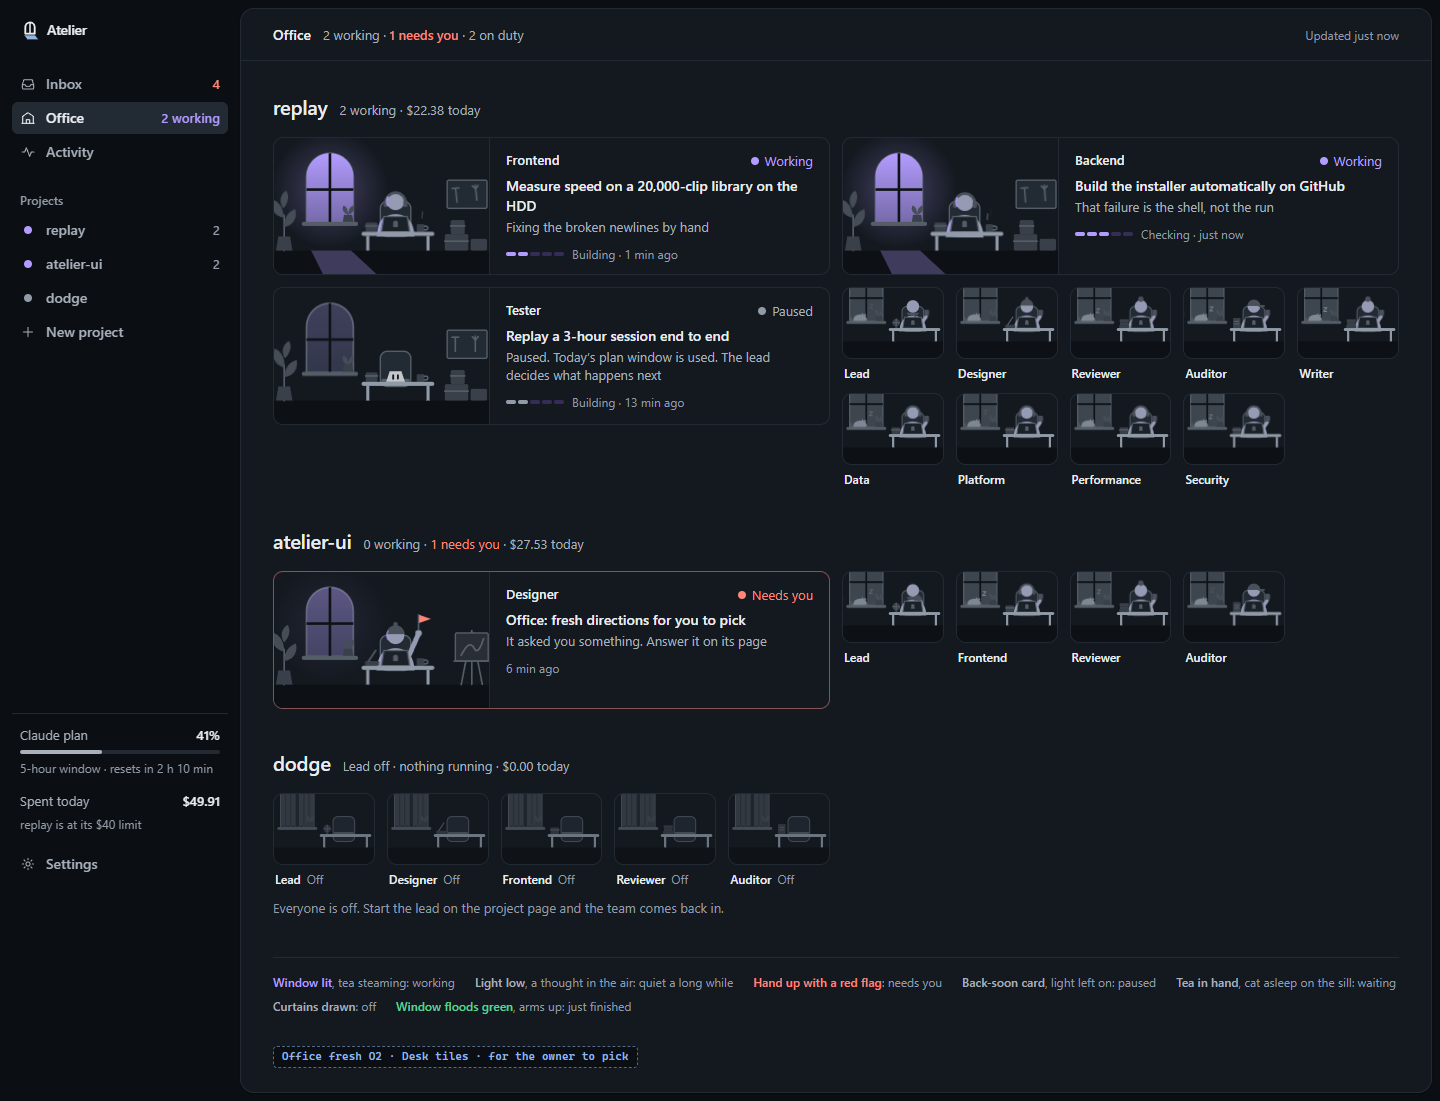 Atelier
Inbox 4
Office 2 working
Activity
Projects
replay 2
atelier-ui 2
dodge
New project
Claude plan 41%
5-hour window · resets in 2 h 10 min
Spent today $49.91
replay is at its $40 limit
Settings
Office 2 working · 1 needs you · 2 on duty Updated just now
replay 2 working · $22.38 today
Frontend Working
Measure speed on a 20,000-clip library on the
HDD
Fixing the broken newlines by hand
Building · 1 min ago
Backend Working
Build the installer automatically on GitHub
That failure is the shell, not the run
Checking · just now
Tester Paused
Replay a 3-hour session end to end
Paused. Today's plan window is used. The lead
decides what happens next
Building · 13 min ago
Lead Designer Reviewer Auditor Writer
Data Platform Performance Security
atelier-ui 0 working · 1 needs you · $27.53 today
Designer Needs you
Office: fresh directions for you to pick
It asked you something. Answer it on its page
6 min ago
Lead Frontend Reviewer Auditor
dodge Lead off · nothing running · $0.00 today
Lead Off Designer Off Frontend Off Reviewer Off Auditor Off
Everyone is off. Start the lead on the project page and the team comes back in.
Window lit, tea steaming: working Light low, a thought in the air: quiet a long while Hand up with a red flag: needs you Back-soon card, light left on: paused Tea in hand, cat asleep on the sill: waiting
Curtains drawn: off Window floods green, arms up: just finished
Office fresh O2 · Desk tiles · for the owner to pick